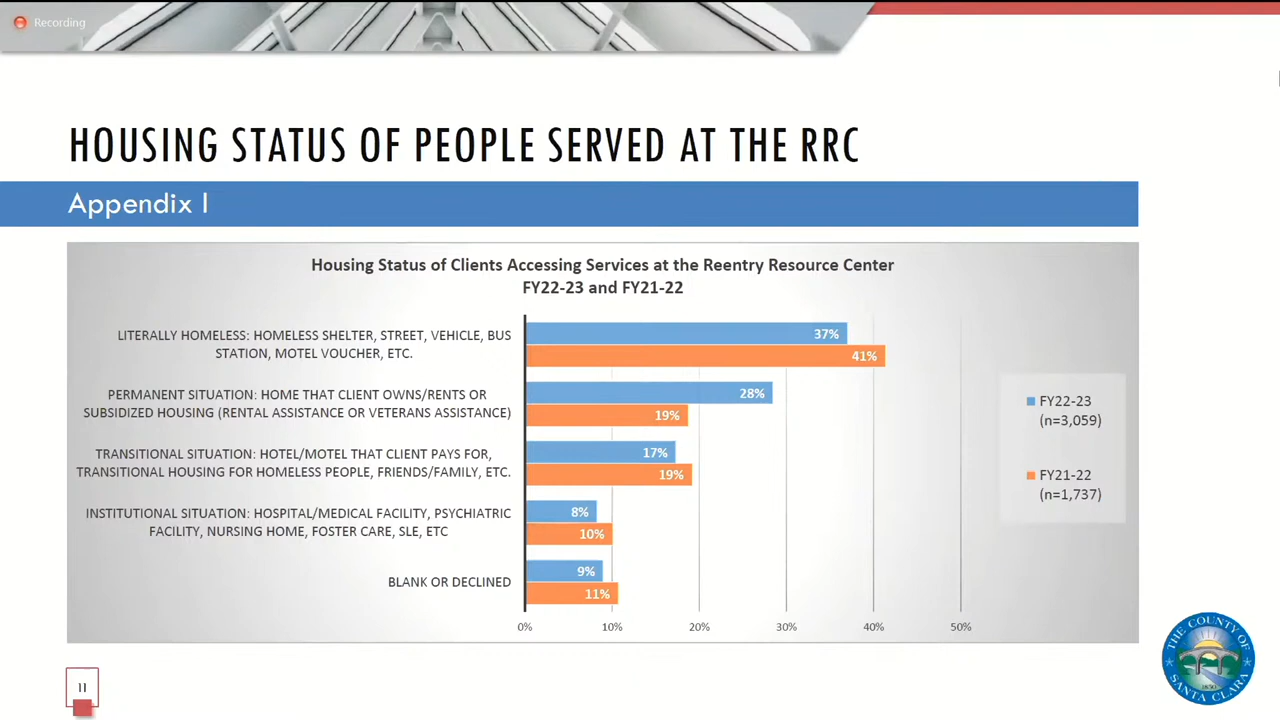 Recording
HOUSING STATUS OF PEOPLE SERVED AT THE RRC
Appendix I
Housing Status of Clients Accessing Services at the Reentry Resource Center
FY22-23 and FY21-22
LITERALLY HOMELESS: HOMELESS SHELTER, STREET, VEHICLE, BUS
STATION, MOTEL VOUCHER, ETC.
37%
41%
PERMANENT SITUATION: HOME THAT CLIENT OWNS/RENTS OR
SUBSIDIZED HOUSING (RENTAL ASSISTANCE OR VETERANS ASSISTANCE)
28%
19%
TRANSITIONAL SITUATION: HOTEL/MOTEL THAT CLIENT PAYS FOR,
TRANSITIONAL HOUSING FOR HOMELESS PEOPLE, FRIENDS/FAMILY, ETC.
17%
19%
INSTITUTIONAL SITUATION: HOSPITAL/MEDICAL FACILITY, PSYCHIATRIC
FACILITY, NURSING HOME, FOSTER CARE, SLE, ETC
8%
10%
BLANK OR DECLINED
9%
11%
0% 10% 20% 30% 40% 50%
FY22-23
(n=3,059)
FY21-22
(n=1,737)
11
THE COUNTY OF
SANTA CLARA
1850